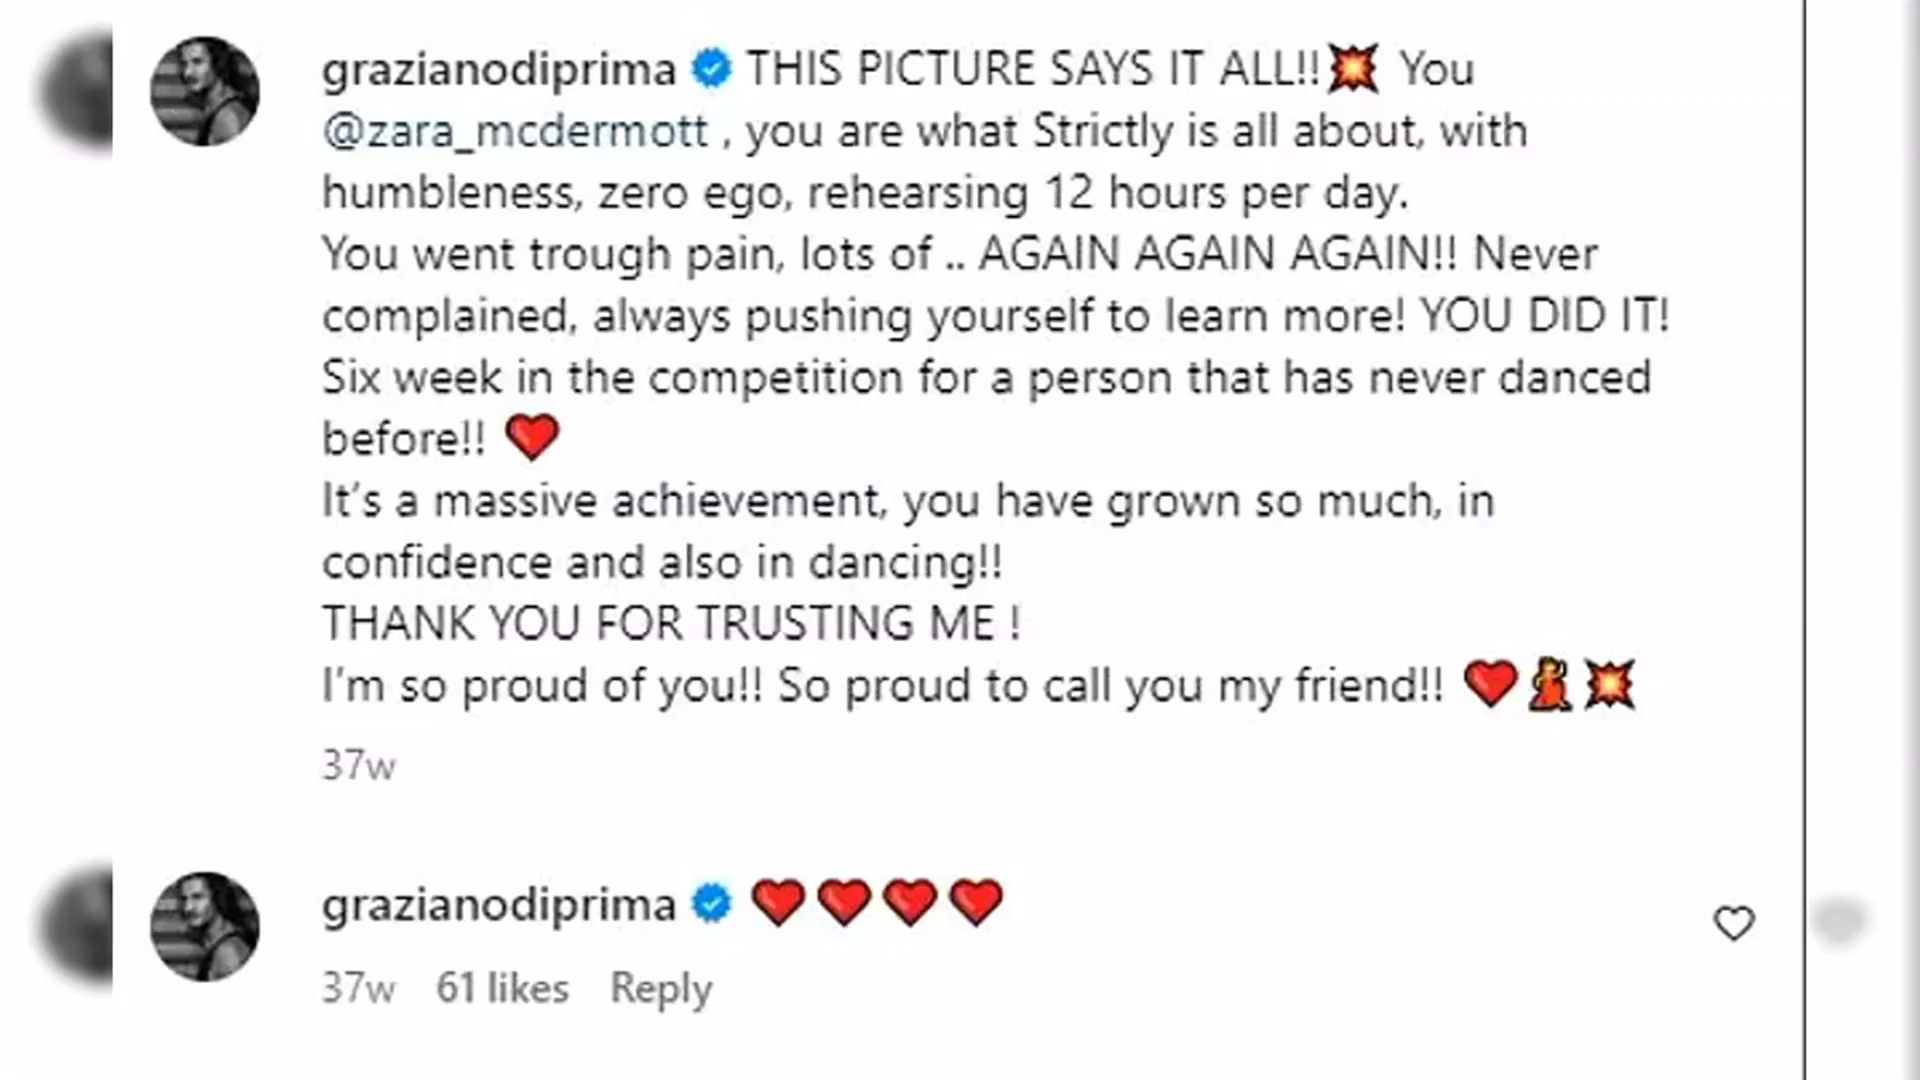 grazianodiprima THIS PICTURE SAYS IT ALL!!💥 You
@zara_mcdermott , you are what Strictly is all about, with
humbleness, zero ego, rehearsing 12 hours per day.
You went trough pain, lots of .. AGAIN AGAIN AGAIN!! Never
complained, always pushing yourself to learn more! YOU DID IT!
Six week in the competition for a person that has never danced
before!! ❤️
It's a massive achievement, you have grown so much, in
confidence and also in dancing!!
THANK YOU FOR TRUSTING ME !
I'm so proud of you!! So proud to call you my friend!! ❤️💃💥
37w
grazianodiprima ❤️❤️❤️❤️
37w 61 likes Reply